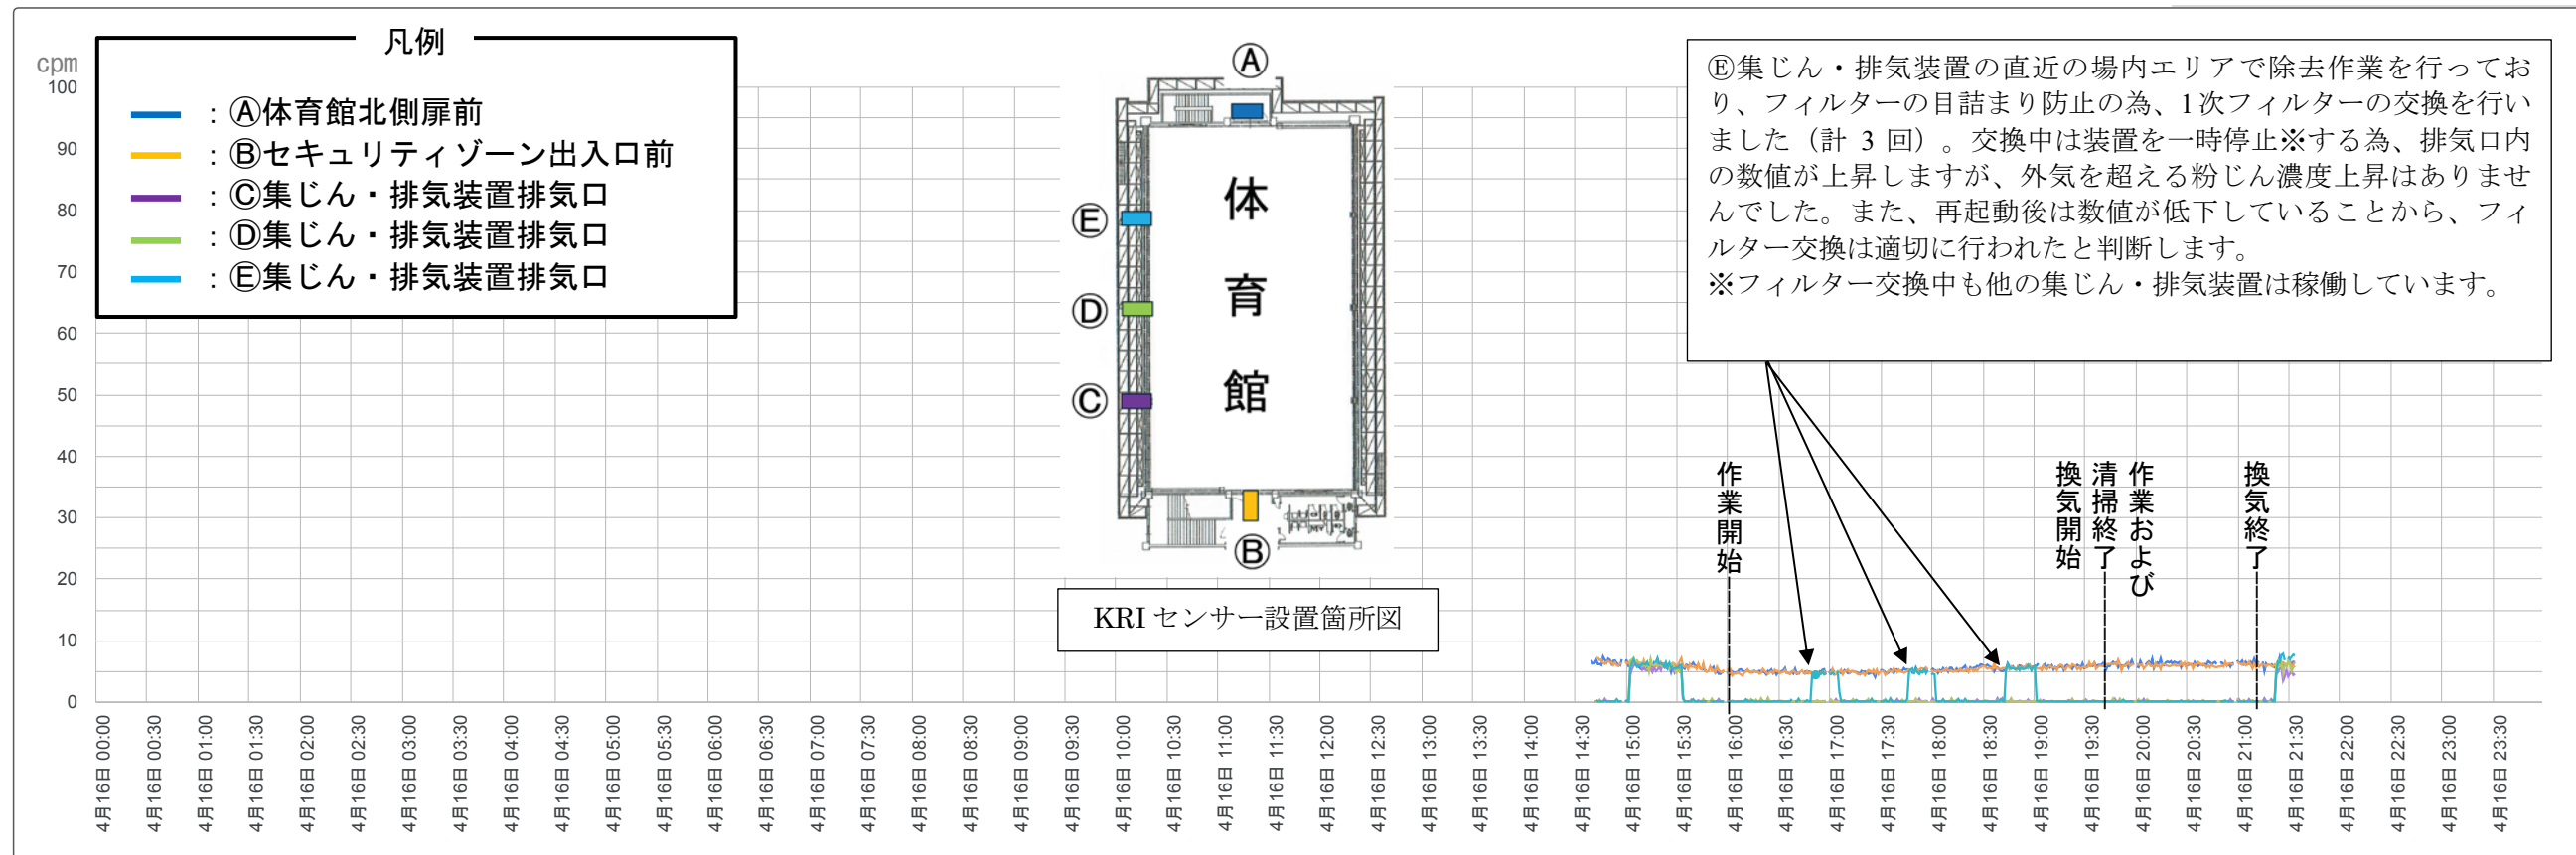 凡例
：Ⓐ体育館北側扉前
：Ⓑセキュリティゾーン出入口前
：Ⓒ集じん・排気装置排気口
：Ⓓ集じん・排気装置排気口
：Ⓔ集じん・排気装置排気口
Ⓐ
Ⓔ
Ⓓ
Ⓒ
Ⓑ
体育館
KRI センサー設置箇所図
Ⓔ集じん・排気装置の直近の場内エリアで除去作業を行ってお
り、フィルターの目詰まり防止の為、1次フィルターの交換を行い
ました（計 3 回）。交換中は装置を一時停止※する為、排気口内
の数値が上昇しますが、外気を超える粉じん濃度上昇はありませ
んでした。また、再起動後は数値が低下していることから、フィ
ルター交換は適切に行われたと判断します。
※フィルター交換中も他の集じん・排気装置は稼働しています。
作業開始
作業および
清掃終了
換気開始
換気終了
cpm
100
90
80
70
60
50
40
30
20
10
0
4月16日 00:00
4月16日 00:30
4月16日 01:00
4月16日 01:30
4月16日 02:00
4月16日 02:30
4月16日 03:00
4月16日 03:30
4月16日 04:00
4月16日 04:30
4月16日 05:00
4月16日 05:30
4月16日 06:00
4月16日 06:30
4月16日 07:00
4月16日 07:30
4月16日 08:00
4月16日 08:30
4月16日 09:00
4月16日 09:30
4月16日 10:00
4月16日 10:30
4月16日 11:00
4月16日 11:30
4月16日 12:00
4月16日 12:30
4月16日 13:00
4月16日 13:30
4月16日 14:00
4月16日 14:30
4月16日 15:00
4月16日 15:30
4月16日 16:00
4月16日 16:30
4月16日 17:00
4月16日 17:30
4月16日 18:00
4月16日 18:30
4月16日 19:00
4月16日 19:30
4月16日 20:00
4月16日 20:30
4月16日 21:00
4月16日 21:30
4月16日 22:00
4月16日 22:30
4月16日 23:00
4月16日 23:30